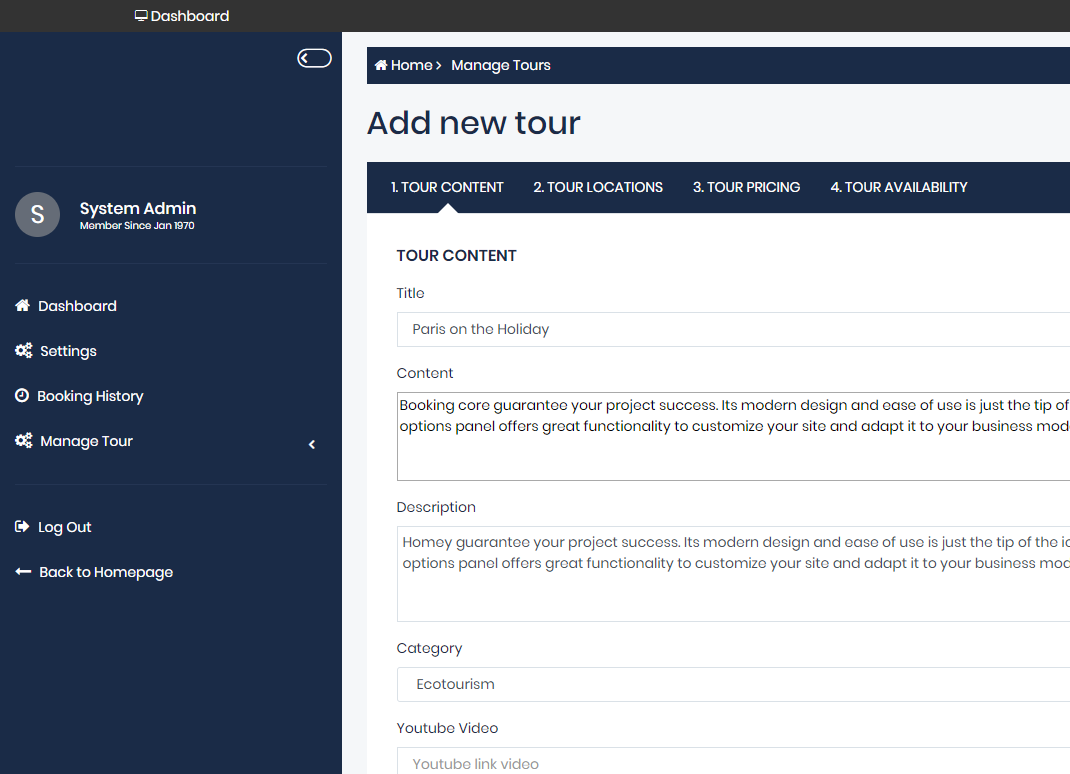 Dashboard
Home
Manage Tours
Add new tour
1. TOUR CONTENT
2. TOUR LOCATIONS
3. TOUR PRICING
4. TOUR AVAILABILITY
S
System Admin
Member Since Jan 1970
Dashboard
Settings
Booking History
Manage Tour
Log Out
Back to Homepage
TOUR CONTENT
Title
Paris on the Holiday
Content
Booking core guarantee your project success. Its modern design and ease of use is just the tip of
options panel offers great functionality to customize your site and adapt it to your business
Description
Homey guarantee your project success. Its modern design and ease of use is just the tip of the
options panel offers great functionality to customize your site and adapt it to your business
Category
Ecotourism
Youtube Video
Youtube link video